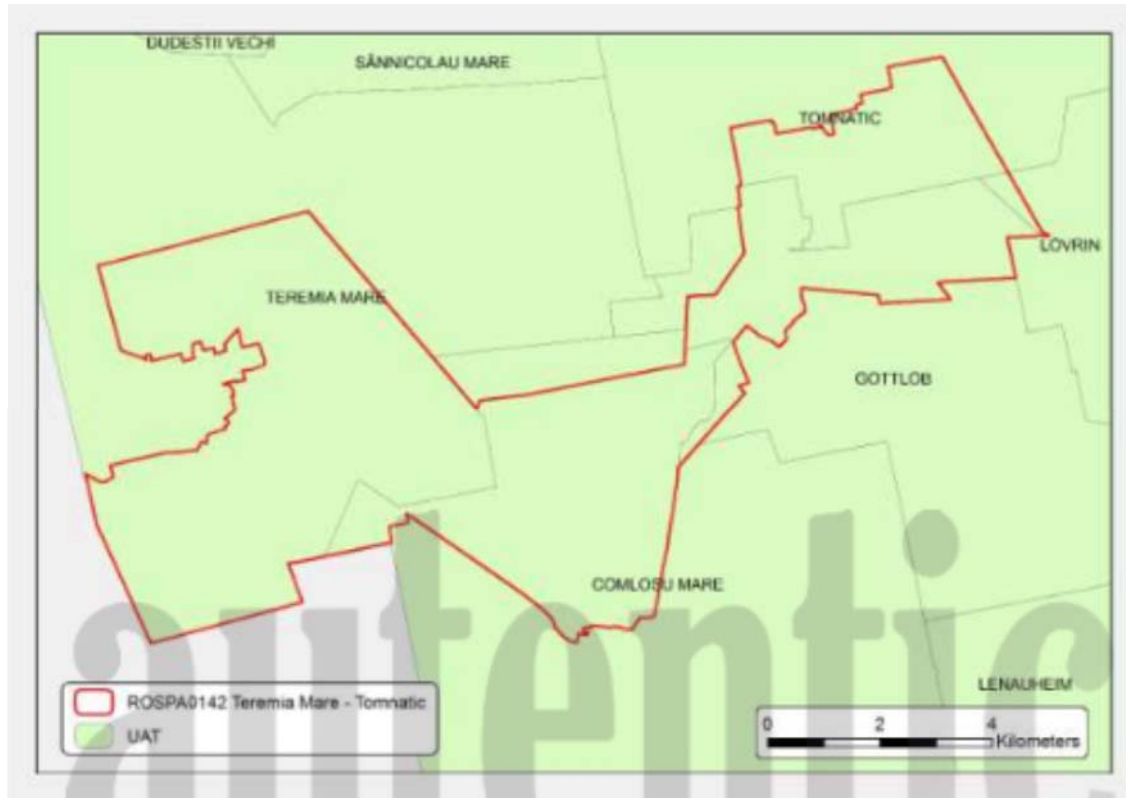 DUDESTII VECHI
SÂNNICOLAU MARE
TOMNATIC
LOVRIN
TEREMIA MARE
GOTTLOB
COMLOSU MARE
LENAUHEIM
ROSPA0142 Teremia Mare - Tomnatic
UAT
0 2 4
Kilometers
autentic